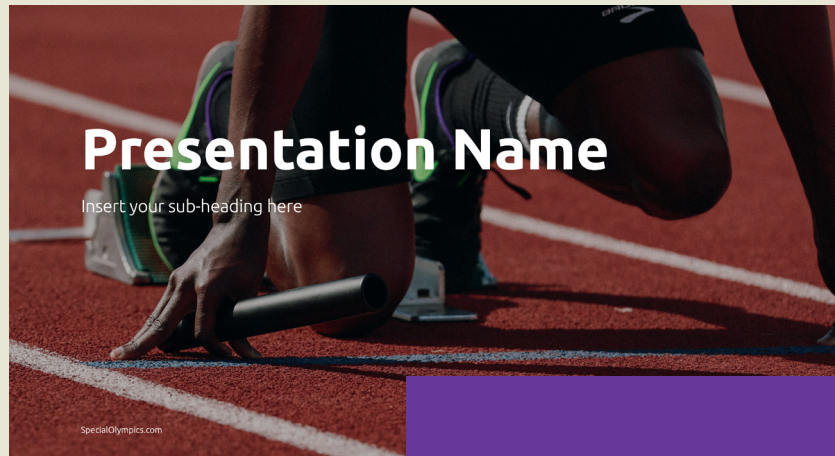 Presentation Name
Insert your sub-heading here
SpecialOlympics.com